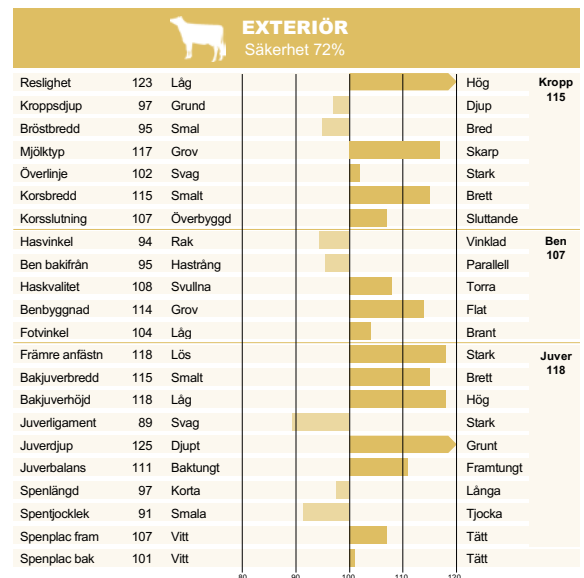 EXTERIÖR
Säkerhet 72%
Reslighet 123 Låg Hög Kropp
115
Kroppsdjup 97 Grund Djup
Bröstbredd 95 Smal Bred
Mjölktyp 117 Grov Skarp
Överlinje 102 Svag Stark
Korsbredd 115 Smalt Brett
Korsslutning 107 Överbyggd Sluttande
Hasvinkel 94 Rak Vinklad Ben
107
Ben bakifrån 95 Hastrång Parallell
Haskvalitet 108 Svullna Torra
Benbyggnad 114 Grov Flat
Fotvinkel 104 Låg Brant
Främre anfästn 118 Lös Stark Juver
118
Bakjuverbredd 115 Smalt Brett
Bakjuverhöjd 118 Låg Hög
Juverligament 89 Svag Stark
Juverdjup 125 Djupt Grunt
Juverbalans 111 Baktungt Framtungt
Spenlängd 97 Korta Långa
Spentjocklek 91 Smala Tjocka
Spenplac fram 107 Vitt Tätt
Spenplac bak 101 Vitt Tätt
80 90 100 110 120